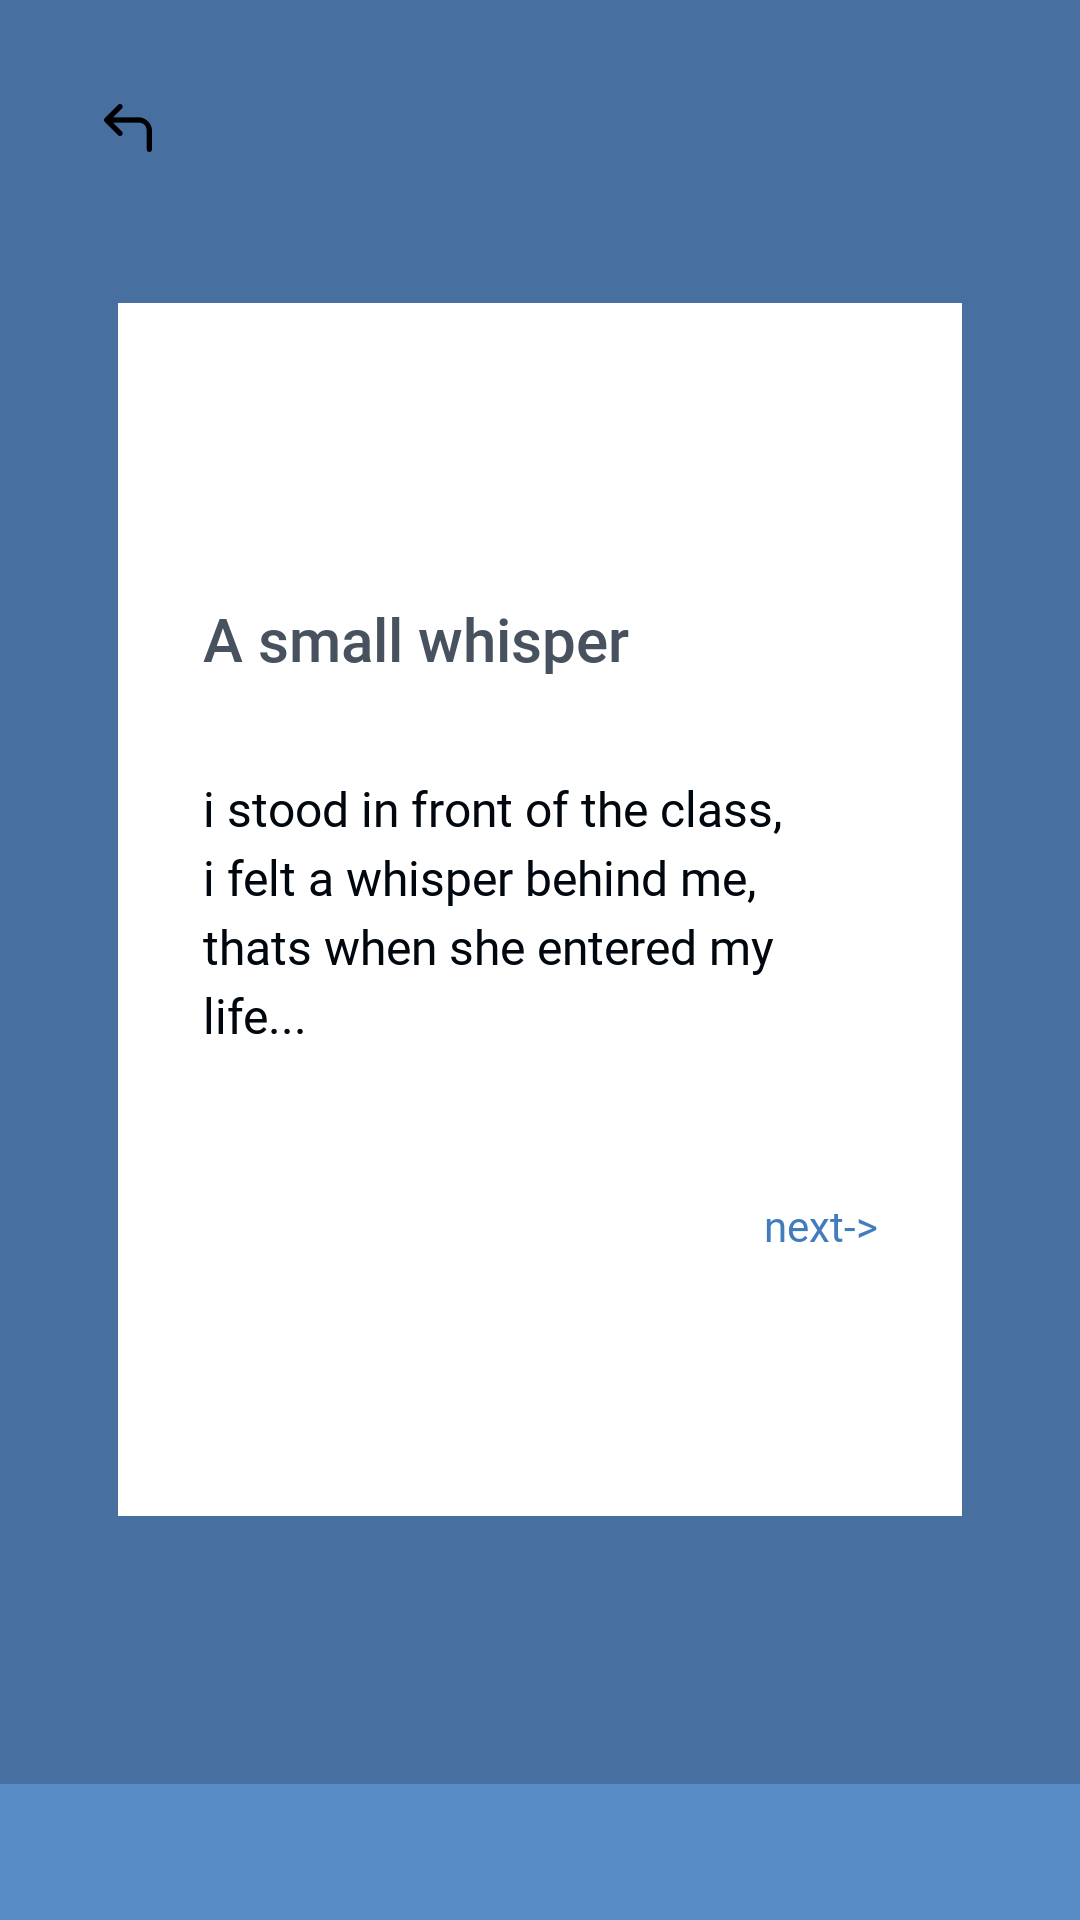 A small whisper
i stood in front of the class,
i felt a whisper behind me,
thats when she entered my
life...
next->